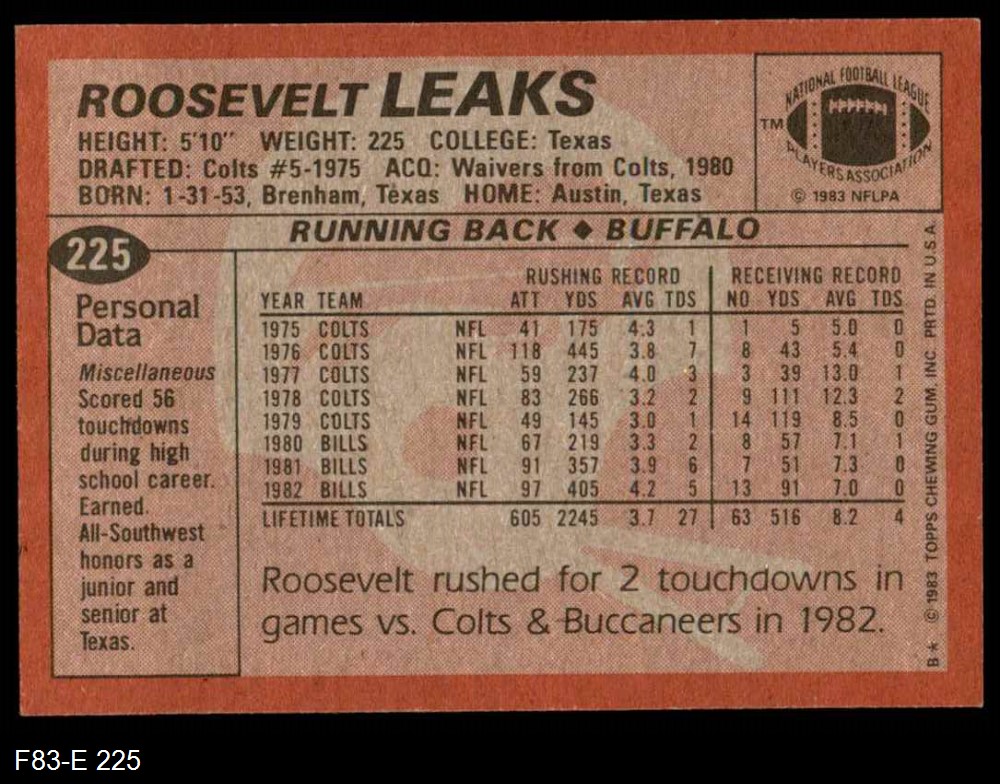 ROOSEVELT LEAKS
HEIGHT: 5'10" WEIGHT: 225 COLLEGE: Texas
DRAFTED: Colts #5-1975 ACQ: Waivers from Colts, 1980
BORN: 1-31-53, Brenham, Texas HOME: Austin, Texas
NATIONAL FOOTBALL LEAGUE
TM
PLAYERS ASSOCIATION
© 1983 NFLPA
RUNNING BACK ◆ BUFFALO
225
Personal
Data
Miscellaneous
Scored 56
touchdowns
during high
school career.
Earned.
All-Southwest
honors as a
junior and
senior at
Texas.
RUSHING RECORD RECEIVING RECORD
YEAR TEAM ATT YDS AVG TDS NO YDS AVG TDS
1975 COLTS NFL 41 175 4.3 1 1 5 5.0 0
1976 COLTS NFL 118 445 3.8 7 8 43 5.4 0
1977 COLTS NFL 59 237 4.0 3 3 39 13.0 1
1978 COLTS NFL 83 266 3.2 2 9 111 12.3 2
1979 COLTS NFL 49 145 3.0 1 14 119 8.5 0
1980 BILLS NFL 67 219 3.3 2 8 57 7.1 1
1981 BILLS NFL 91 357 3.9 6 7 51 7.3 0
1982 BILLS NFL 97 405 4.2 5 13 91 7.0 0
LIFETIME TOTALS 605 2245 3.7 27 63 516 8.2 4
Roosevelt rushed for 2 touchdowns in
games vs. Colts & Buccaneers in 1982.
B* © 1983 TOPPS CHEWING GUM, INC. PRTD. IN U.S.A.
F83-E 225